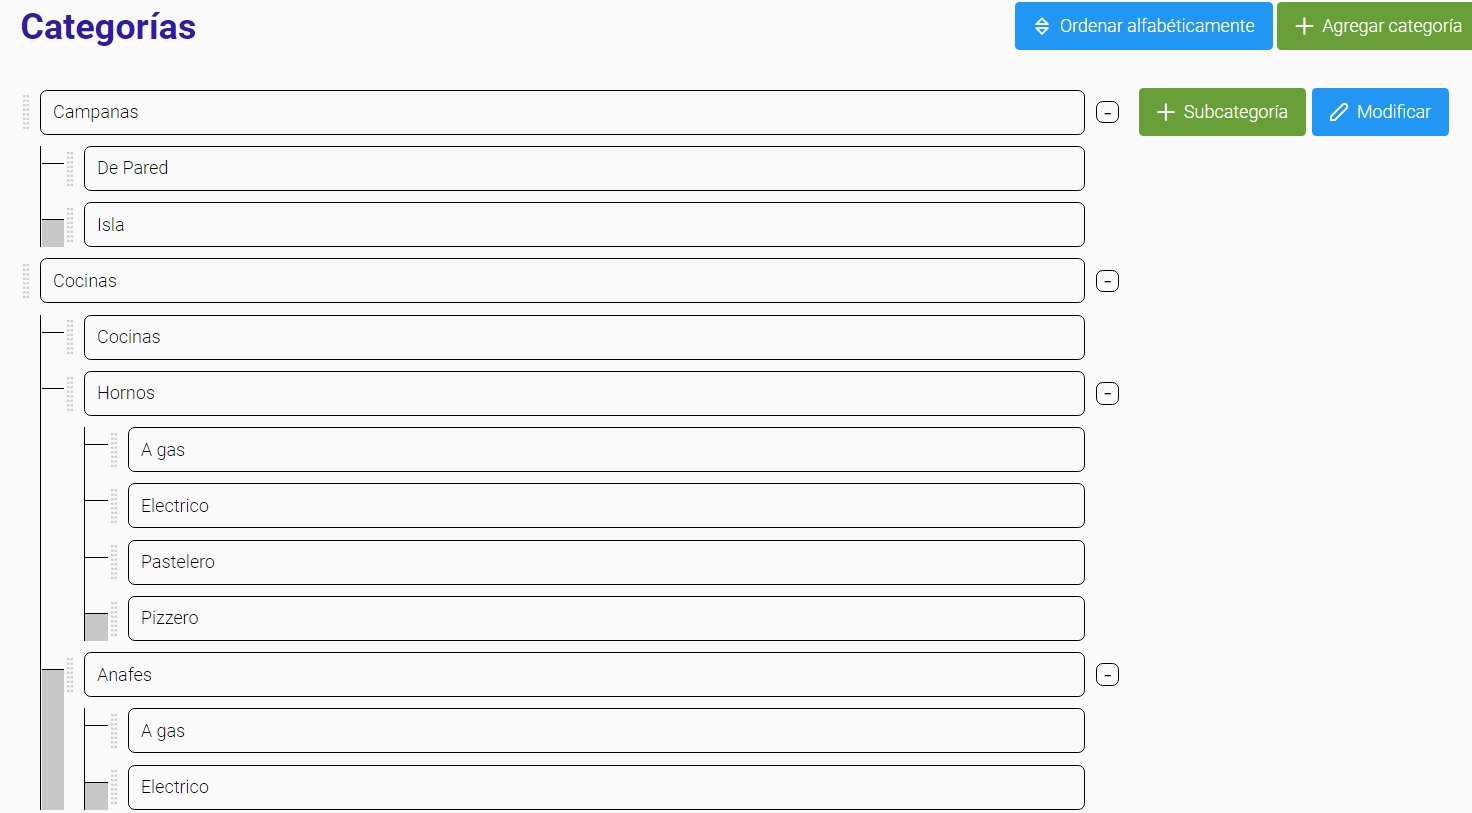 Categorías
Ordenar alfabéticamente
Agregar categoría
Campanas
Subcategoría
Modificar
De Pared
Isla
Cocinas
Cocinas
Hornos
A gas
Electrico
Pastelero
Pizzero
Anafes
A gas
Electrico